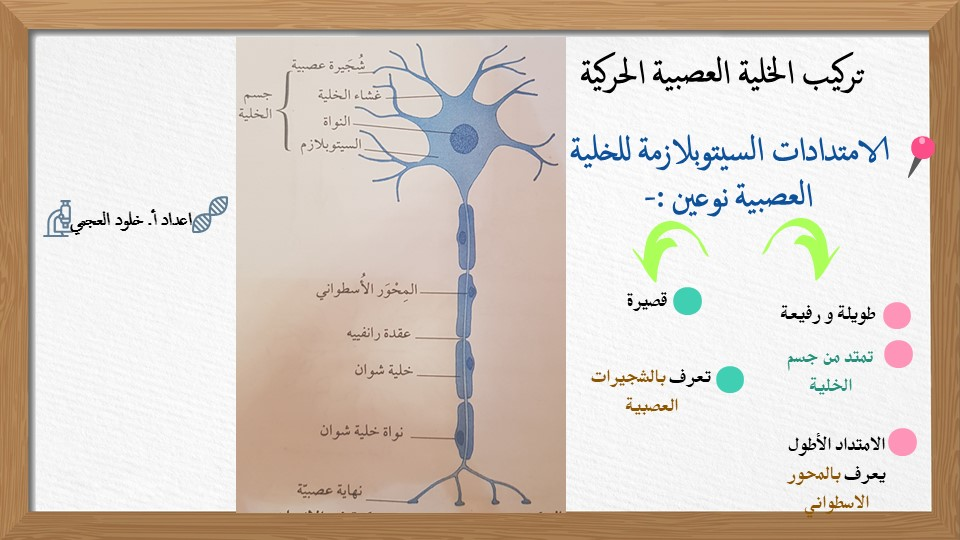 تركيب الخلية العصبية الحركية
الامتدادات السيتوبلازمة للخلية
العصبية نوعين :-
طويلة و رفيعة
تمتد من جسم
الخلية
الامتداد الأطول
يعرف بالمحور
الاسطواني
قصيرة
تعرف بالشجيرات
العصبية
شُجَيرة عصبية
غشاء الخلية
النواة
السيتوبلازم
جسم
الخلية
المِحْوَر الأُسطواني
عقدة رانفييه
خلية شوان
نواة خلية شوان
نهاية عصبيّة
اعداد أ. خلود العجمي